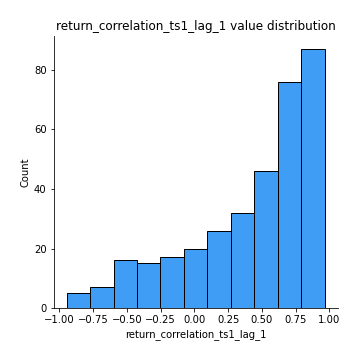 return_correlation_ts1_lag_1 value distribution
Count
80
60
40
20
0
−1.00 −0.75 −0.50 −0.25 0.00 0.25 0.50 0.75 1.00
return_correlation_ts1_lag_1